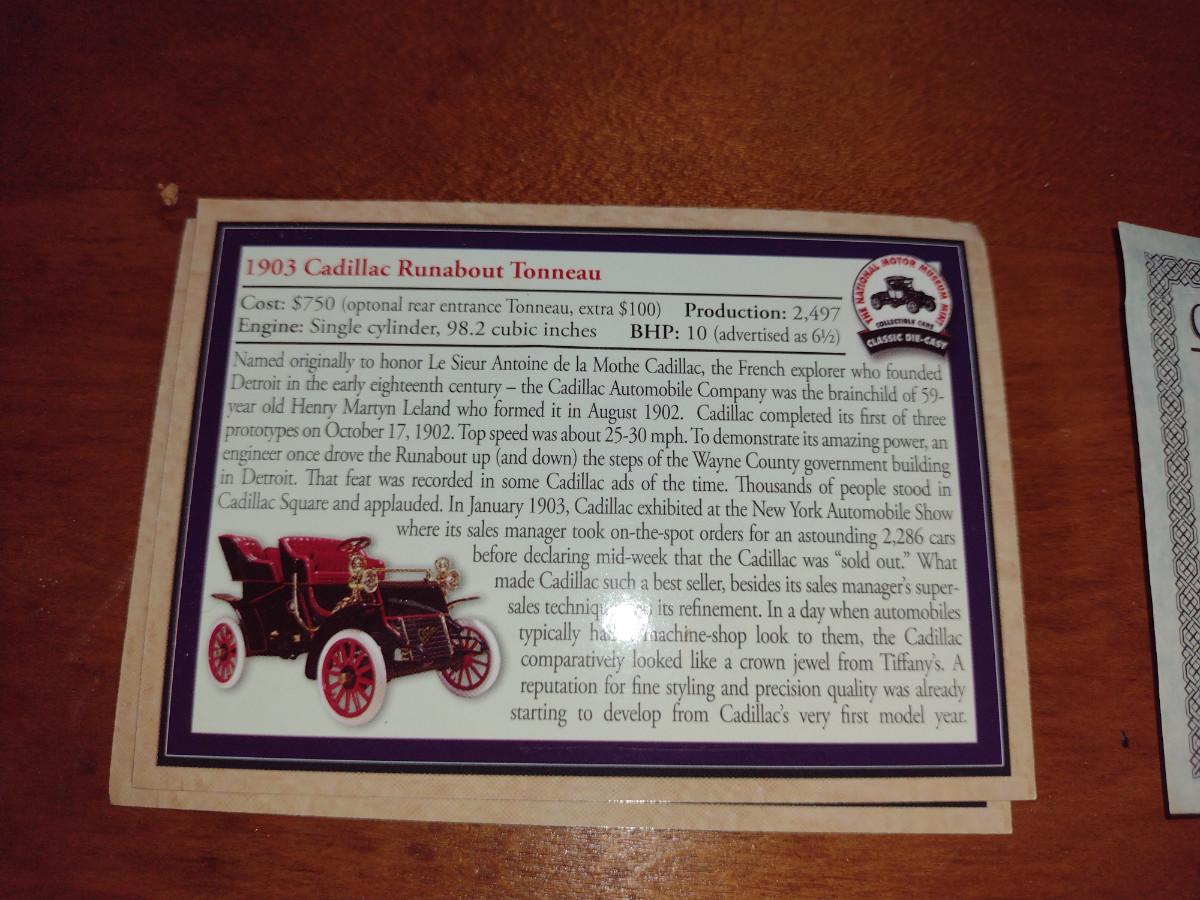 1903 Cadillac Runabout Tonneau
Cost: $750 (optonal rear entrance Tonneau, extra $100) Production: 2,497
Engine: Single cylinder, 98.2 cubic inches BHP: 10 (advertised as 6½)
THE NATIONAL MOTOR MUSEUM MINT
COLLECTIBLE CARS
CLASSIC DIE-CAST
Named originally to honor Le Sieur Antoine de la Mothe Cadillac, the French explorer who founded
Detroit in the early eighteenth century – the Cadillac Automobile Company was the brainchild of 59-
year old Henry Martyn Leland who formed it in August 1902. Cadillac completed its first of three
prototypes on October 17, 1902. Top speed was about 25-30 mph. To demonstrate its amazing power, an
engineer once drove the Runabout up (and down) the steps of the Wayne County government building
in Detroit. That feat was recorded in some Cadillac ads of the time. Thousands of people stood in
Cadillac Square and applauded. In January 1903, Cadillac exhibited at the New York Automobile Show
where its sales manager took on-the-spot orders for an astounding 2,286 cars
before declaring mid-week that the Cadillac was “sold out.” What
made Cadillac such a best seller, besides its sales manager's super-
sales its refinement. In a day when automobiles
typically machine-shop look to them, the Cadillac
comparatively looked like a crown jewel from Tiffany's. A
reputation for fine styling and precision quality was already
starting to develop from Cadillac's very first model year.